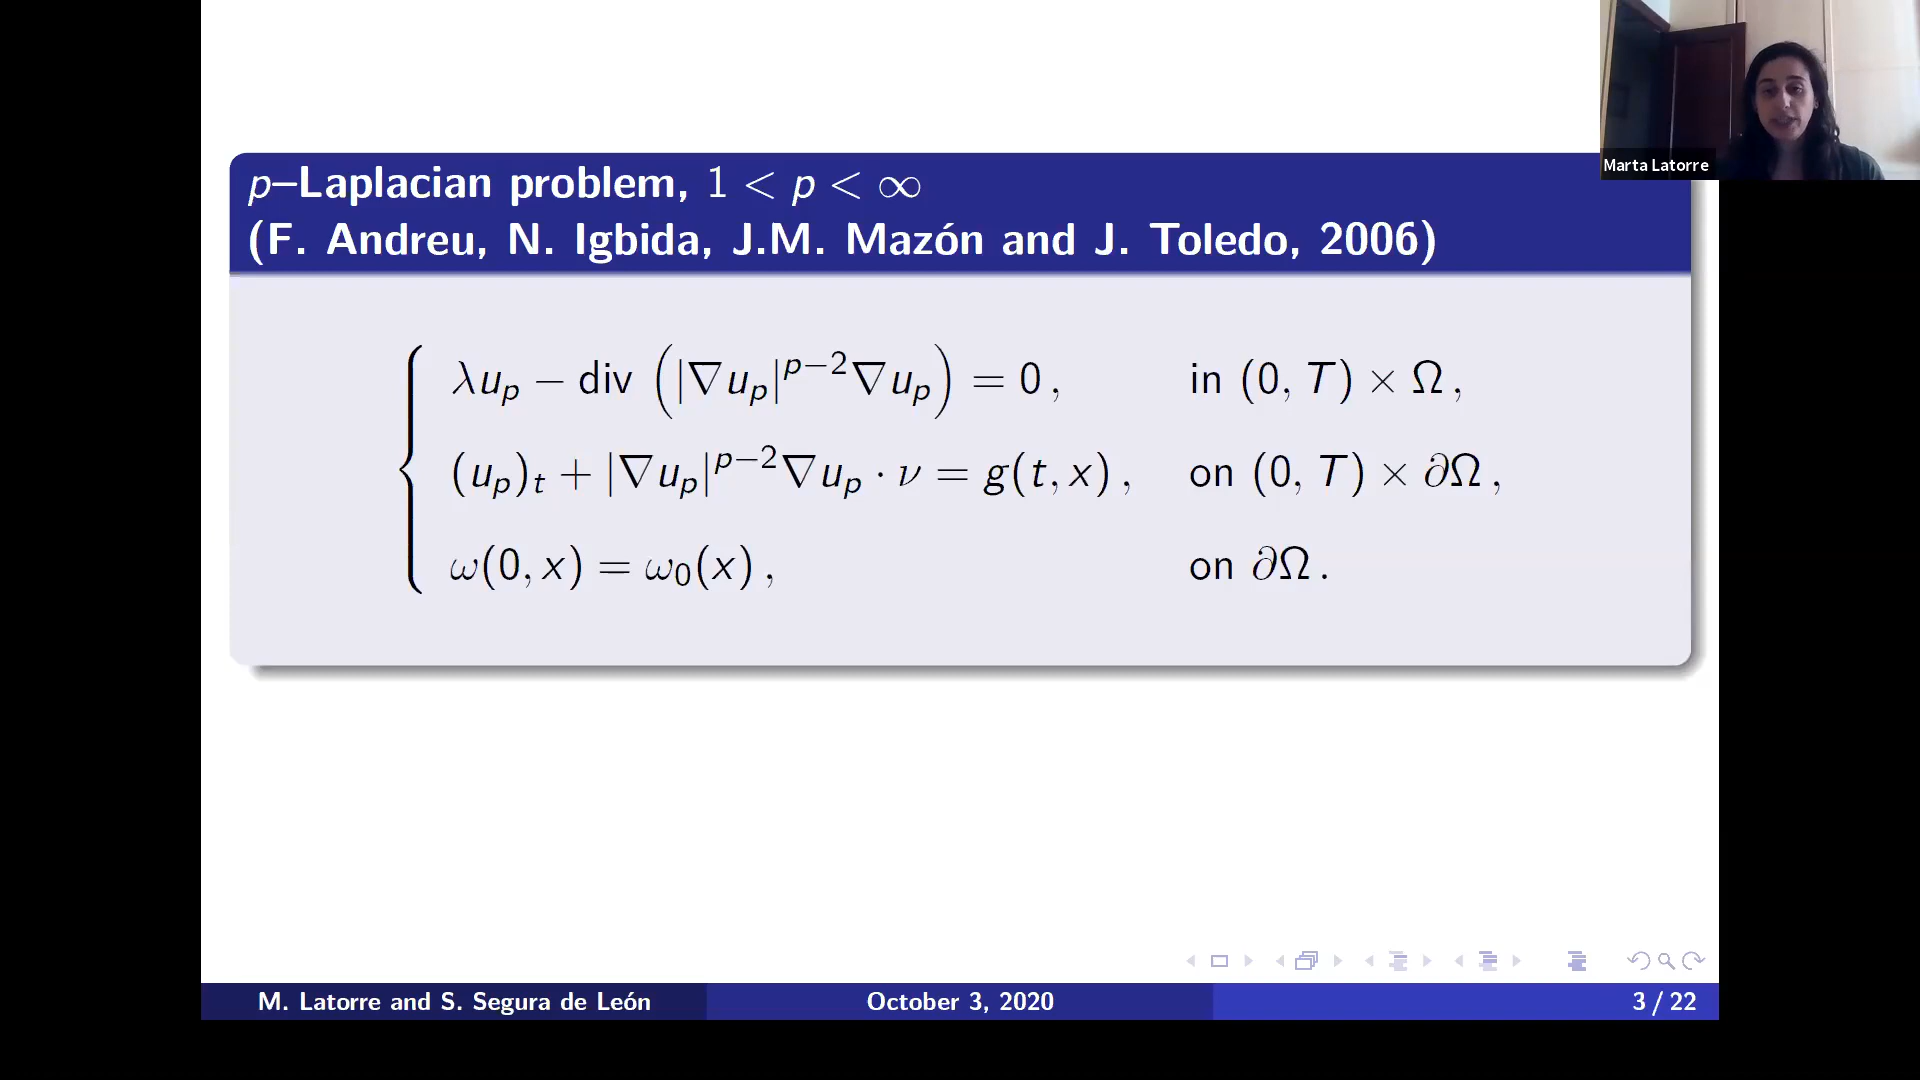 p–Laplacian problem, 1 < p < ∞
(F. Andreu, N. Igbida, J.M. Mazón and J. Toledo, 2006)
λu_p − div (|∇u_p|^{p−2}∇u_p) = 0 , in (0, T) × Ω ,
(u_p)_t + |∇u_p|^{p−2}∇u_p · ν = g(t, x) , on (0, T) × ∂Ω ,
ω(0, x) = ω_0(x) , on ∂Ω .
Marta Latorre
M. Latorre and S. Segura de León October 3, 2020 3 / 22